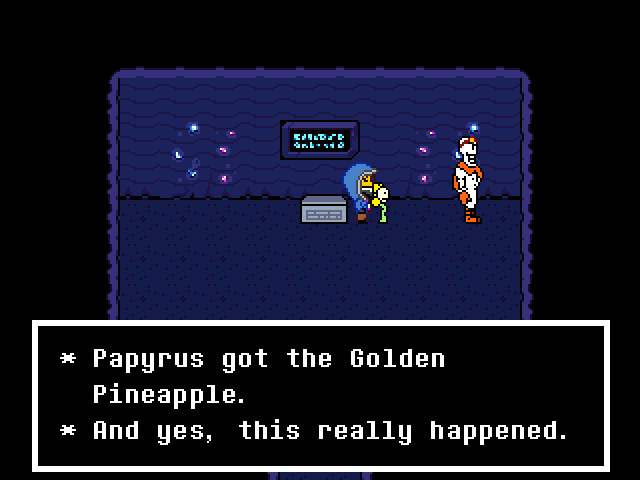 * Papyrus got the Golden
Pineapple.
* And yes, this really happened.